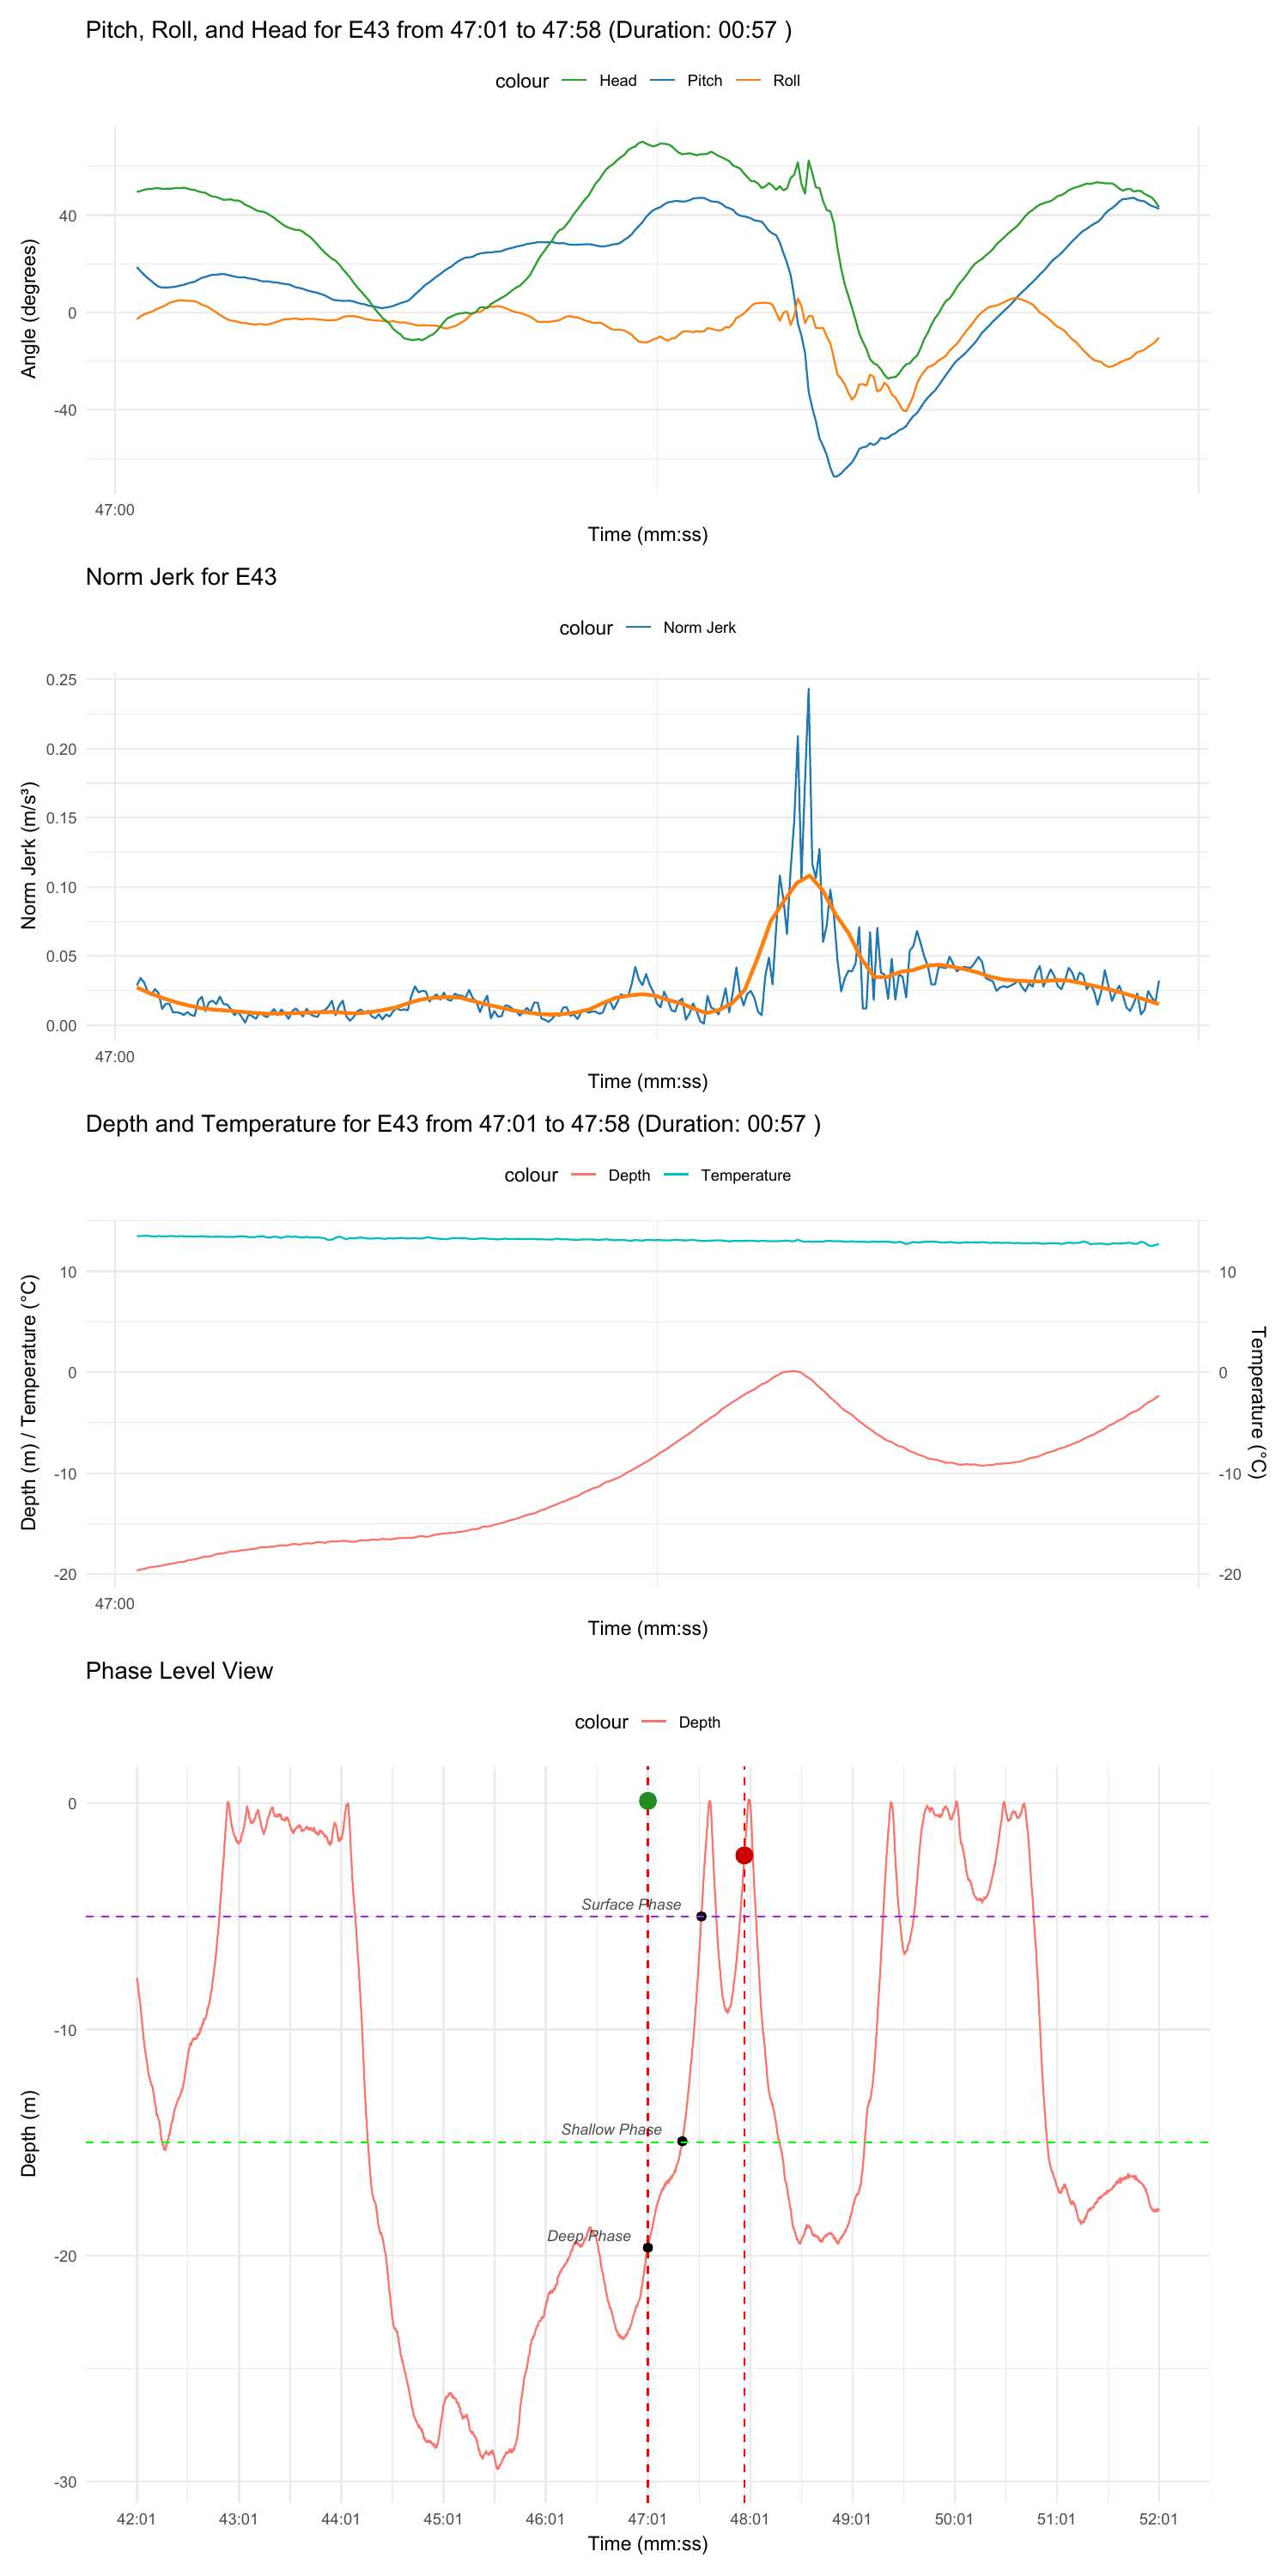 Pitch, Roll, and Head for E43 from 47:01 to 47:58 (Duration: 00:57 )
colour Head Pitch Roll
Angle (degrees)
40
0
-40
47:00
Time (mm:ss)
Norm Jerk for E43
colour Norm Jerk
Norm Jerk (m/s³)
0.25
0.20
0.15
0.10
0.05
0.00
47:00
Time (mm:ss)
Depth and Temperature for E43 from 47:01 to 47:58 (Duration: 00:57 )
colour Depth Temperature
Depth (m) / Temperature (°C)
Temperature (°C)
10 10
0 0
-10 -10
-20 -20
47:00
Time (mm:ss)
Phase Level View
colour Depth
Depth (m)
0
Surface Phase
-10
Shallow Phase
Deep Phase
-20
-30
42:01 43:01 44:01 45:01 46:01 47:01 48:01 49:01 50:01 51:01 52:01
Time (mm:ss)